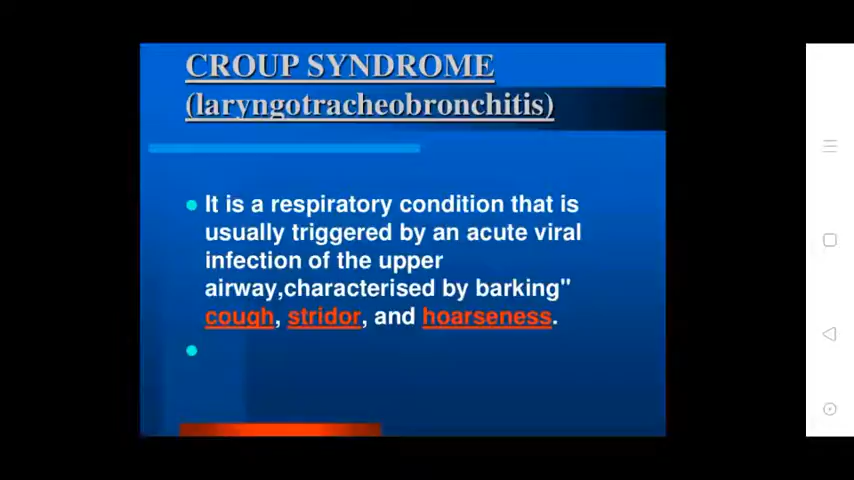 CROUP SYNDROME
(laryngotracheobronchitis)
It is a respiratory condition that is
usually triggered by an acute viral
infection of the upper
airway,characterised by barking"
cough, stridor, and hoarseness.